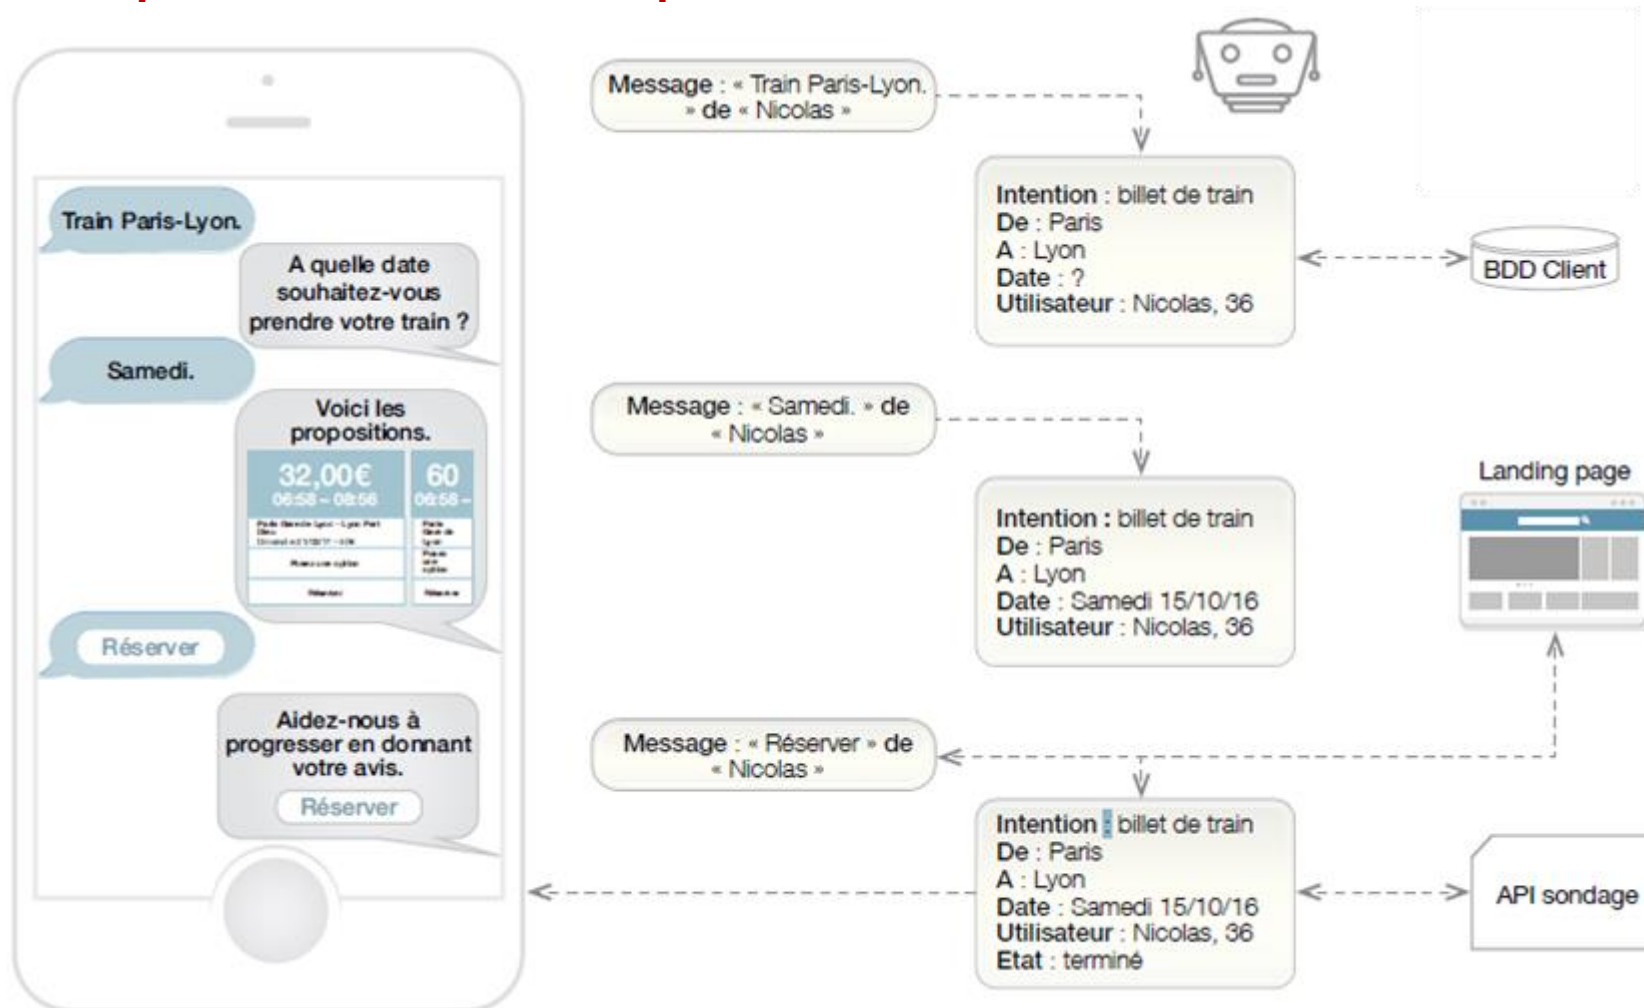 Train Paris-Lyon.
A quelle date
souhaitez-vous
prendre votre train ?
Samedi.
Voici les
propositions.
32,00€
06:58 – 08:56
60
06:58 –
Réserver
Aidez-nous à
progresser en donnant
votre avis.
Réserver
Message : « Train Paris-Lyon.
» de « Nicolas »
Intention : billet de train
De : Paris
A : Lyon
Date : ?
Utilisateur : Nicolas, 36
BDD Client
Message : « Samedi. » de
« Nicolas »
Intention : billet de train
De : Paris
A : Lyon
Date : Samedi 15/10/16
Utilisateur : Nicolas, 36
Landing page
Message : « Réserver » de
« Nicolas »
Intention : billet de train
De : Paris
A : Lyon
Date : Samedi 15/10/16
Utilisateur : Nicolas, 36
Etat : terminé
API sondage